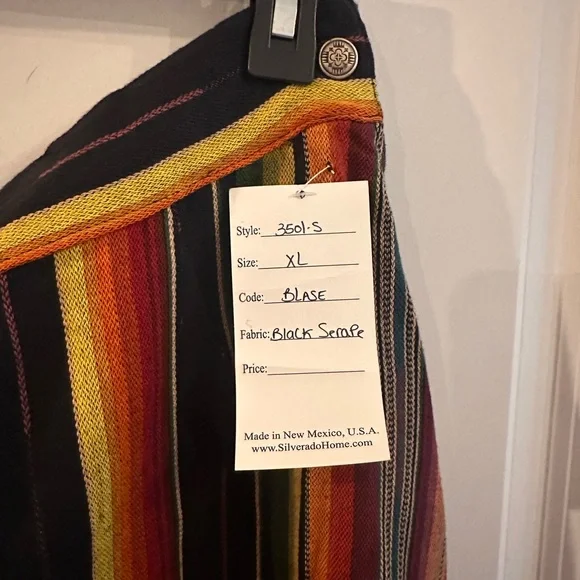 Style: 3501-S
Size: XL
Code: BLASE
Fabric: Black Serape
Price:
Made in New Mexico, U.S.A.
www.SilveradoHome.com